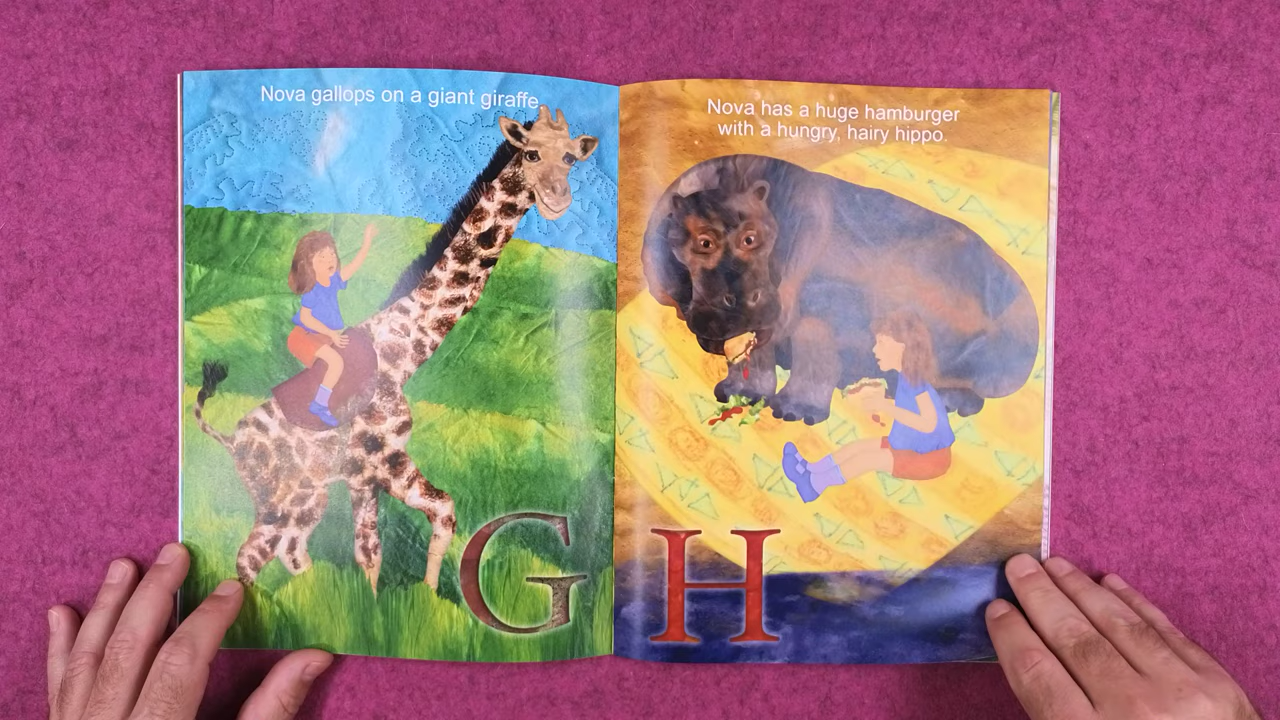 Nova gallops on a giant giraffe.
G
Nova has a huge hamburger
with a hungry, hairy hippo.
H